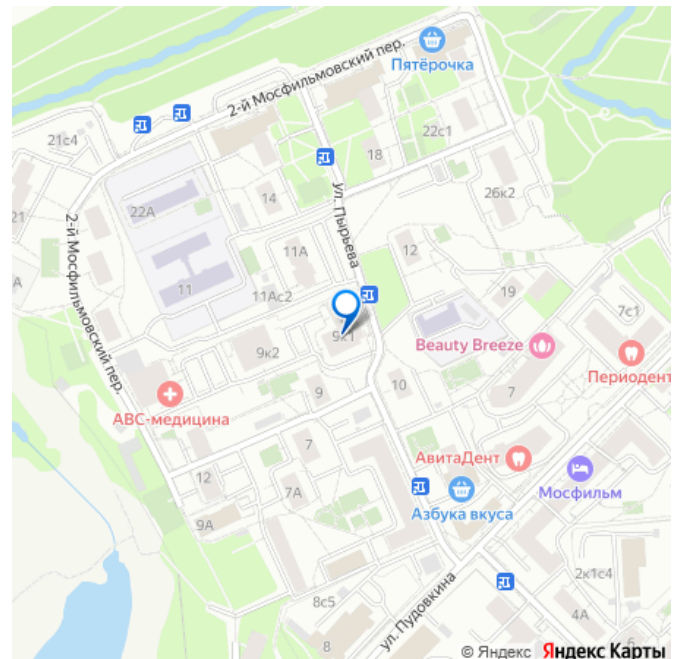 2-й Мосфильмовский пер.
Пятёрочка
21с4
22с1
18
26к2
22А
14
ул. Пырьева
21
2-й Мосфильмовский пер.
11А
12
А
11
11Ас2
19
7с1
9к1
Beauty Breeze
9к2
Периодент
АВС-медицина
9
10
7
7
АвитаДент
12
7А
Мосфильм
Азбука вкуса
9А
2к1с4
8с5
ул. Пудовкина
4А
8
6
© Яндекс Яндекс Карты